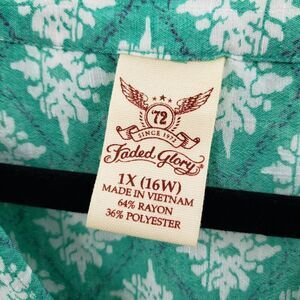 72
SINCE 1972
Faded Glory
1X (16W)
MADE IN VIETNAM
64% RAYON
36% POLYESTER